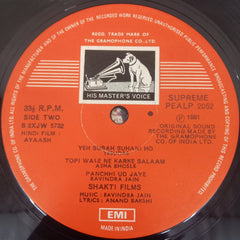 REGD. TRADE MARK OF
THE GRAMOPHONE CO. LTD.
HIS MASTER'S VOICE
33⅓ R.P.M.
SIDE TWO
HINDI FILM :
AYAASH
SUPREME
PEALP 2052
℗ 1981
ORIGINAL SOUND
RECORDING MADE
BY THE GRAMOPHONE
CO. OF INDIA LTD.
YEH SUBAH SUHANI HO
TOPI WALE NE KARKE SALAAM
ASHA BHOSLE
PANCHHI UD JAYE
RAVINDRA JAIN
SHAKTI FILMS
MUSIC : RAVINDRA JAIN
LYRICS : ANAND BAKSHI
EMI
MADE IN INDIA